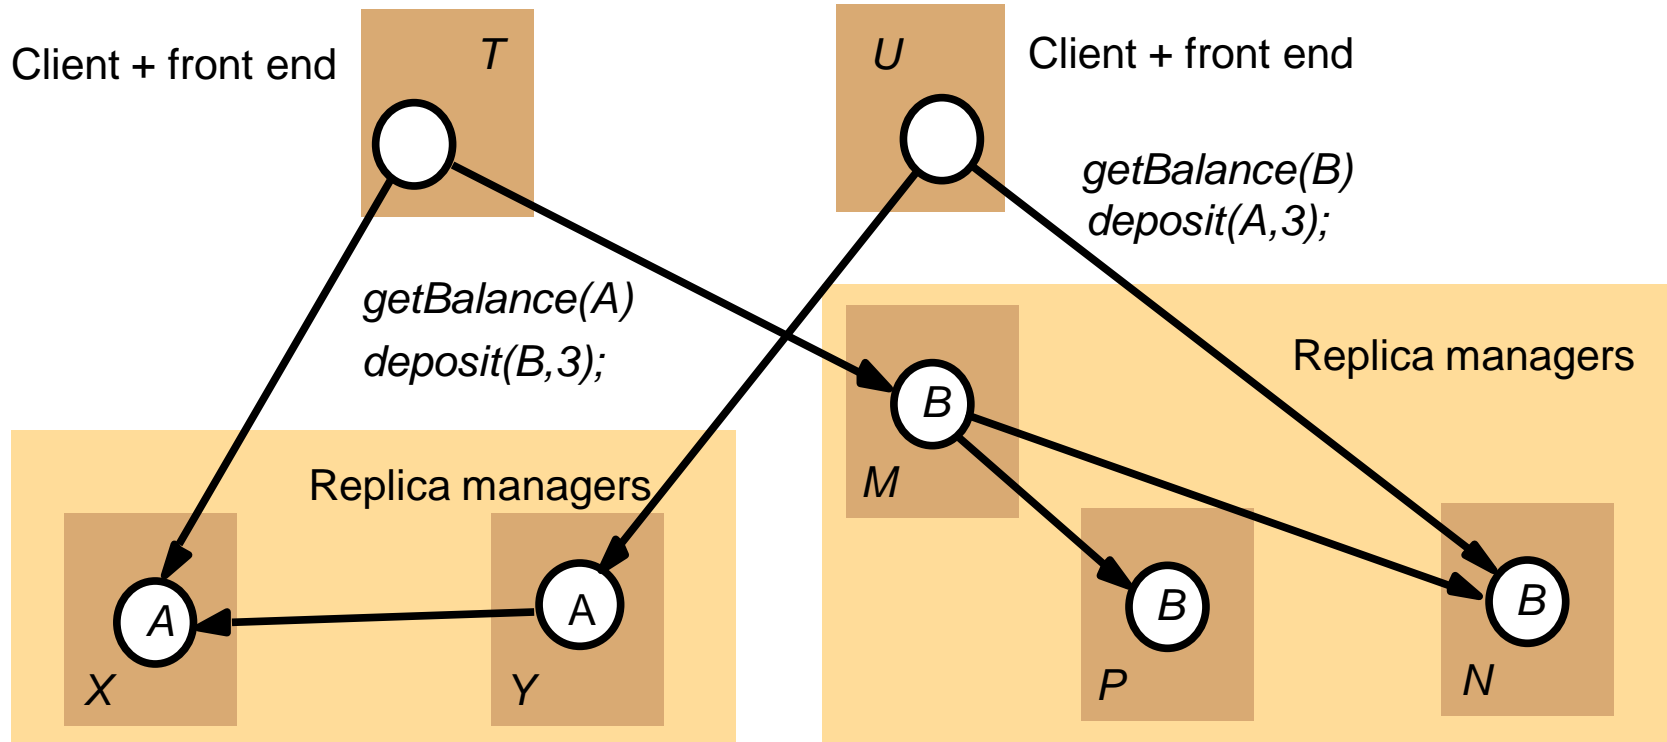 T
Client + front end
U
Client + front end
getBalance(B)
deposit(A,3);
getBalance(A)
deposit(B,3);
Replica managers
B
M
Replica managers
A
X
A
Y
B
P
B
N